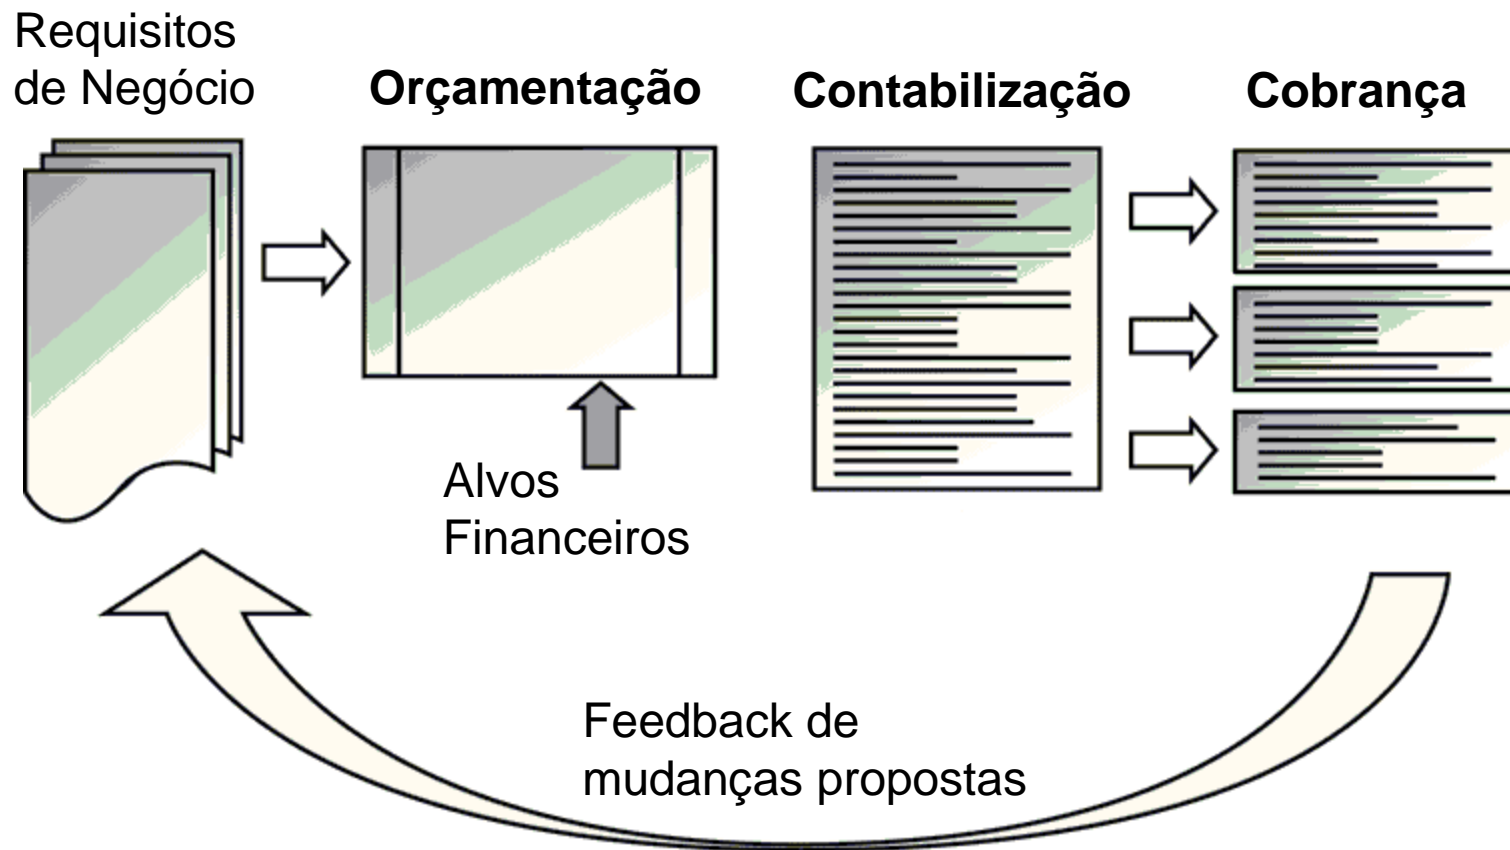 Requisitos
de Negócio
Orçamentação
Contabilização
Cobrança
Alvos
Financeiros
Feedback de
mudanças propostas